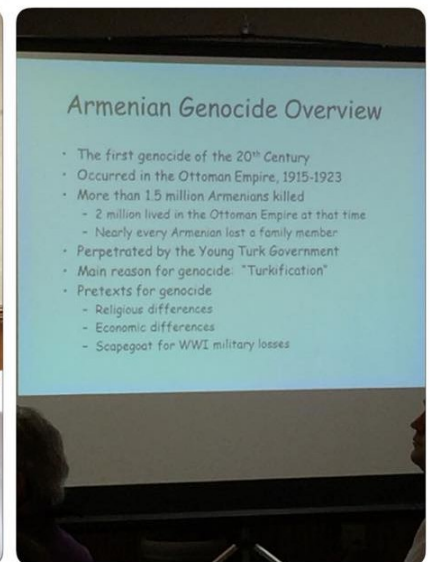 Armenian Genocide Overview
• The first genocide of the 20th Century
• Occurred in the Ottoman Empire, 1915-1923
• More than 1.5 million Armenians killed
- 2 million lived in the Ottoman Empire at that time
- Nearly every Armenian lost a family member
• Perpetrated by the Young Turk Government
• Main reason for genocide: "Turkification"
• Pretexts for genocide
- Religious differences
- Economic differences
- Scapegoat for WWI military losses